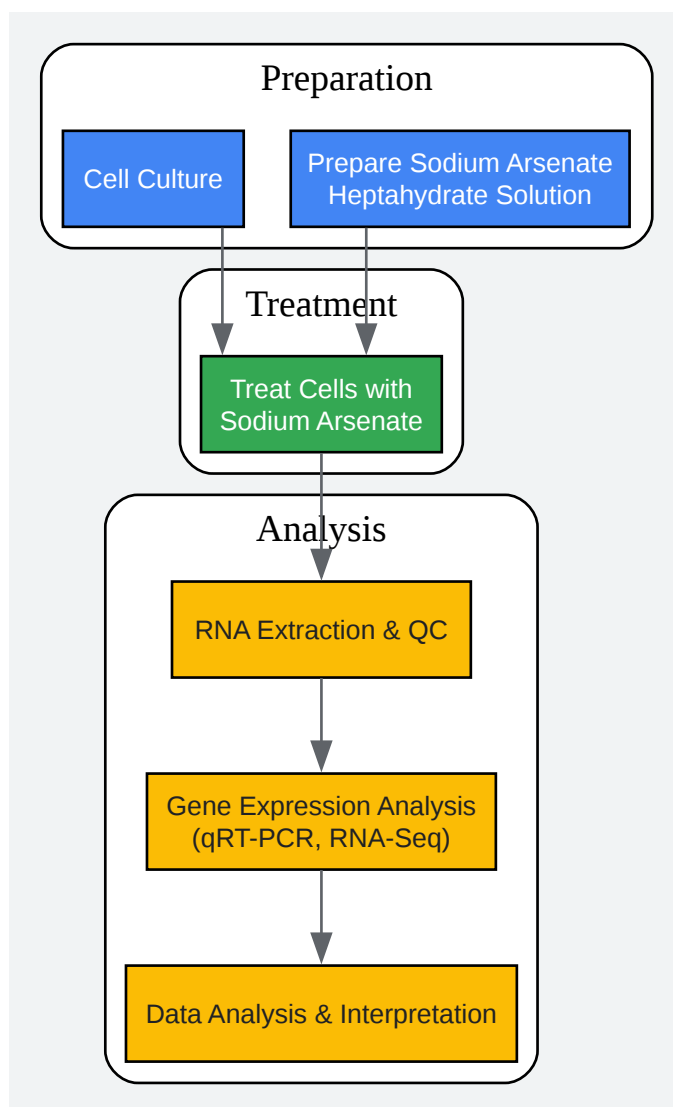 Preparation
Cell Culture
Prepare Sodium Arsenate
Heptahydrate Solution
Treatment
Treat Cells with
Sodium Arsenate
Analysis
RNA Extraction & QC
Gene Expression Analysis
(qRT-PCR, RNA-Seq)
Data Analysis & Interpretation